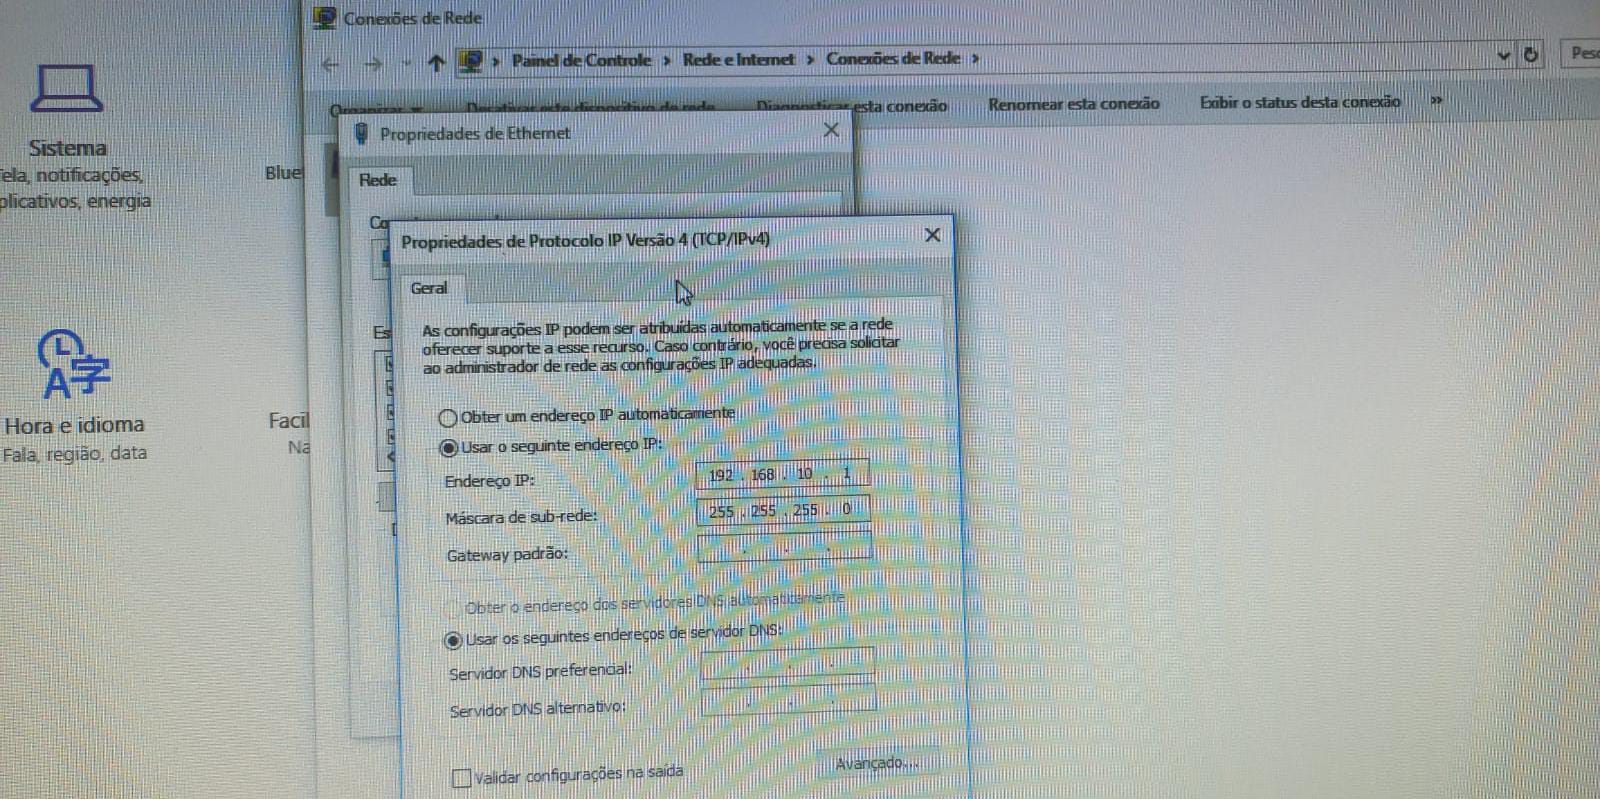 Conexões de Rede
Painel de Controle > Rede e Internet > Conexões de Rede >
Pesq
Organizar Desativar este dispositivo de rede Diagnosticar esta conexão Renomear esta conexão Exibir o status desta conexão »
Propriedades de Ethernet
Sistema
ela, notificações,
plicativos, energia
Blue
Rede
Co
Propriedades de Protocolo IP Versão 4 (TCP/IPv4)
Geral
Es
As configurações IP podem ser atribuídas automaticamente se a rede
oferecer suporte a esse recurso. Caso contrário, você precisa solicitar
ao administrador de rede as configurações IP adequadas.
Obter um endereço IP automaticamente
Usar o seguinte endereço IP:
Endereço IP: 192 . 168 . 10 . 1
Máscara de sub-rede: 255 . 255 . 255 . 0
Gateway padrão: . . .
Hora e idioma
Fala, região, data
Facil
Na
Obter o endereço dos servidores DNS automaticamente
Usar os seguintes endereços de servidor DNS:
Servidor DNS preferencial: . . .
Servidor DNS alternativo: . . .
Validar configurações na saída
Avançado...